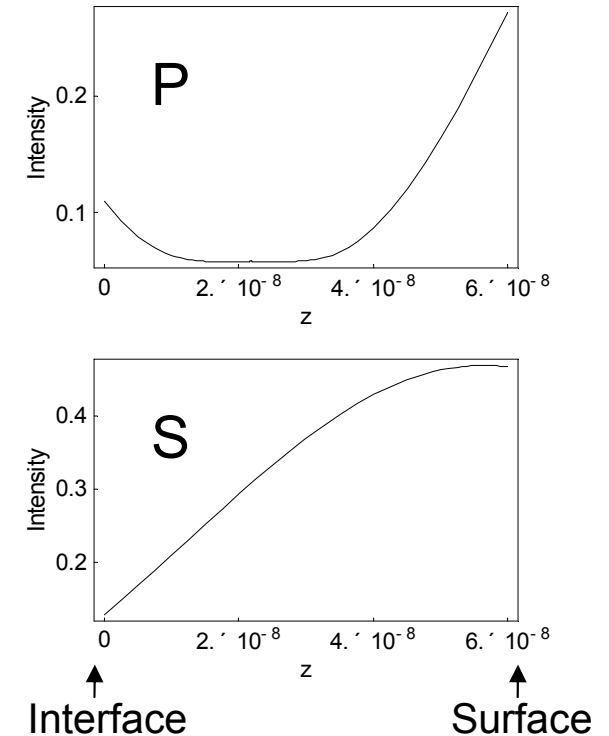 P
Intensity
0.2
0.1
0 2.´ 10⁻⁸ 4.´ 10⁻⁸ 6.´ 10⁻⁸
z
S
Intensity
0.4
0.3
0.2
0 2.´ 10⁻⁸ 4.´ 10⁻⁸ 6.´ 10⁻⁸
z
Interface Surface